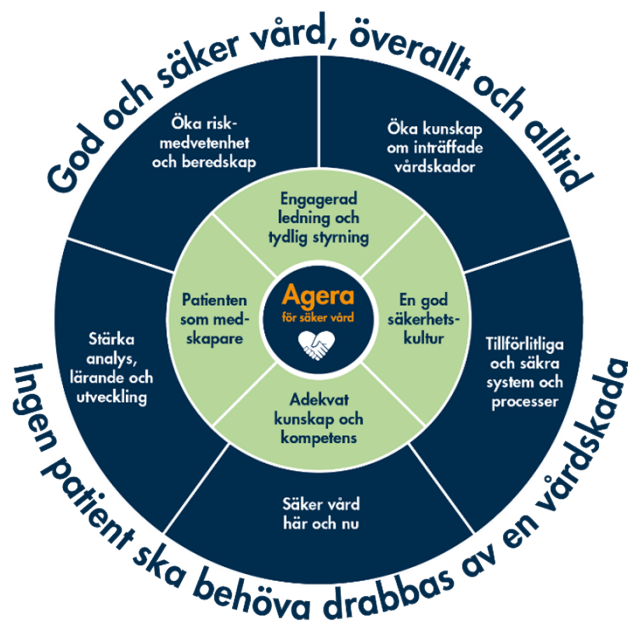 God och säker vård, överallt och alltid
Öka risk-
medvetenhet
och beredskap
Öka kunskap
om inträffade
vårdskador
Engagerad
ledning och
tydlig styrning
Patienten
som med-
skapare
Agera
för säker vård
En god
säkerhets-
kultur
Stärka
analys,
lärande och
utveckling
Tillförlitliga
och säkra
system och
processer
Adekvat
kunskap och
kompetens
Säker vård
här och nu
Ingen patient ska behöva drabbas av en vårdskada